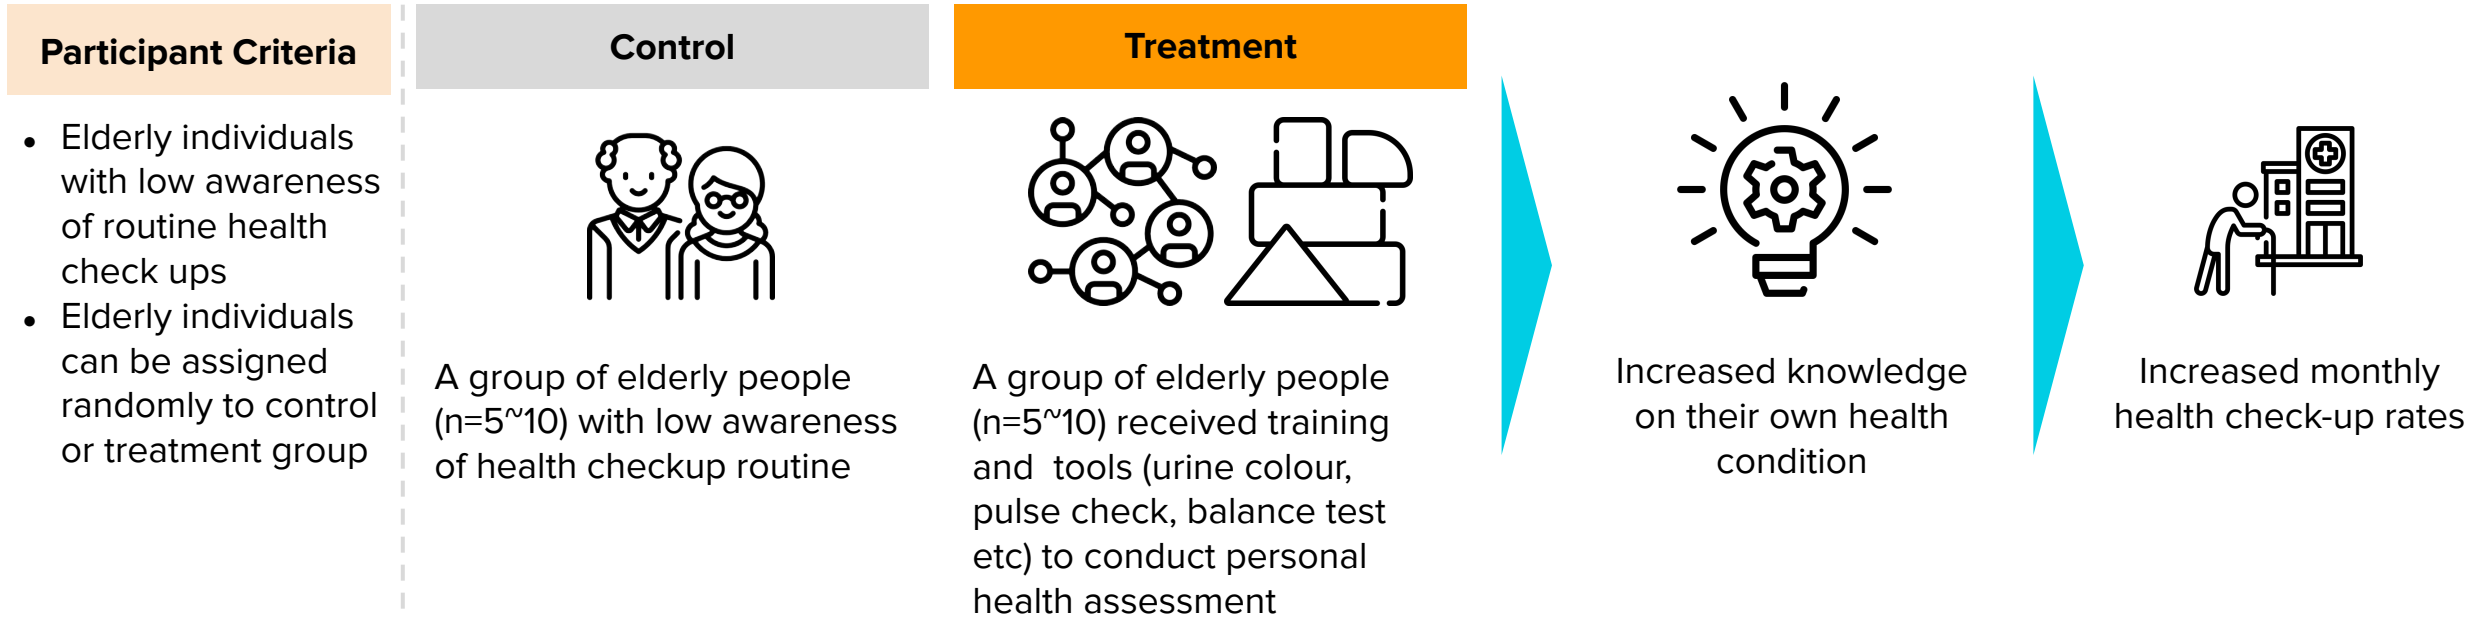 Participant Criteria
• Elderly individuals
with low awareness
of routine health
check ups
• Elderly individuals
can be assigned
randomly to control
or treatment group
Control
A group of elderly people
(n=5~10) with low awareness
of health checkup routine
Treatment
A group of elderly people
(n=5~10) received training
and  tools (urine colour,
pulse check, balance test
etc) to conduct personal
health assessment
Increased knowledge
on their own health
condition
Increased monthly
health check-up rates